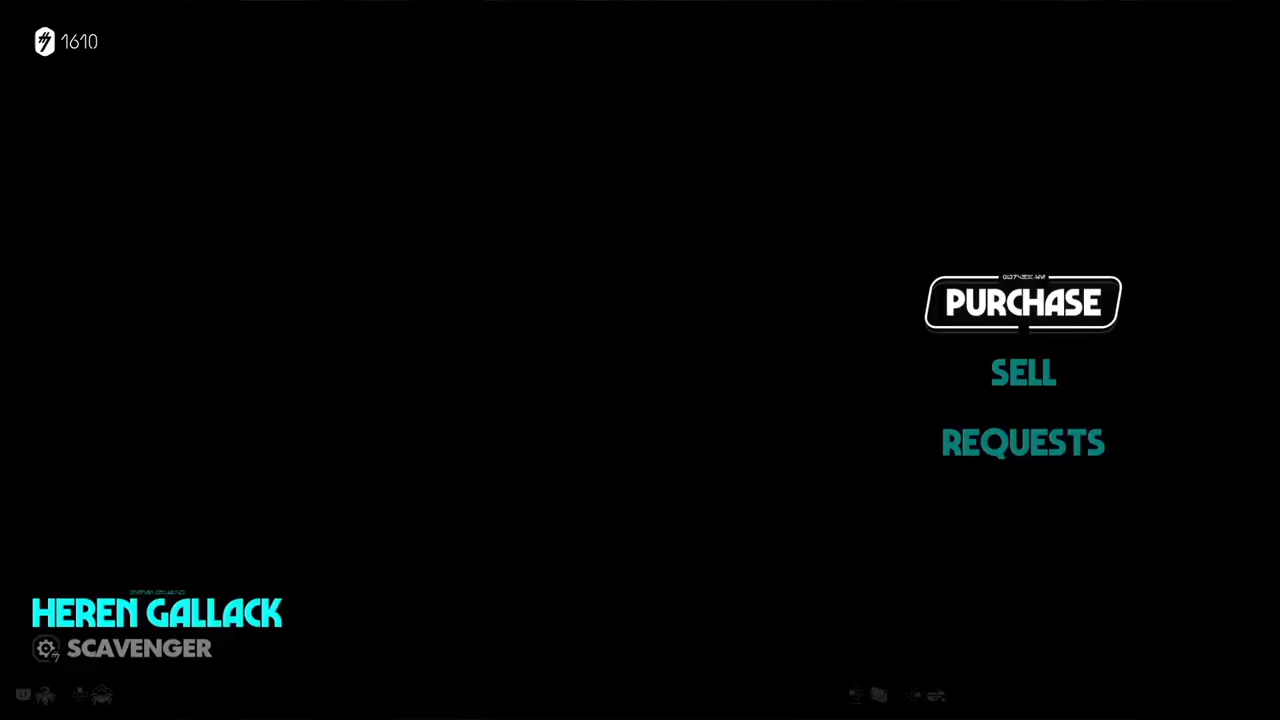 1610
PURCHASE
SELL
REQUESTS
HEREN GALLACK
SCAVENGER